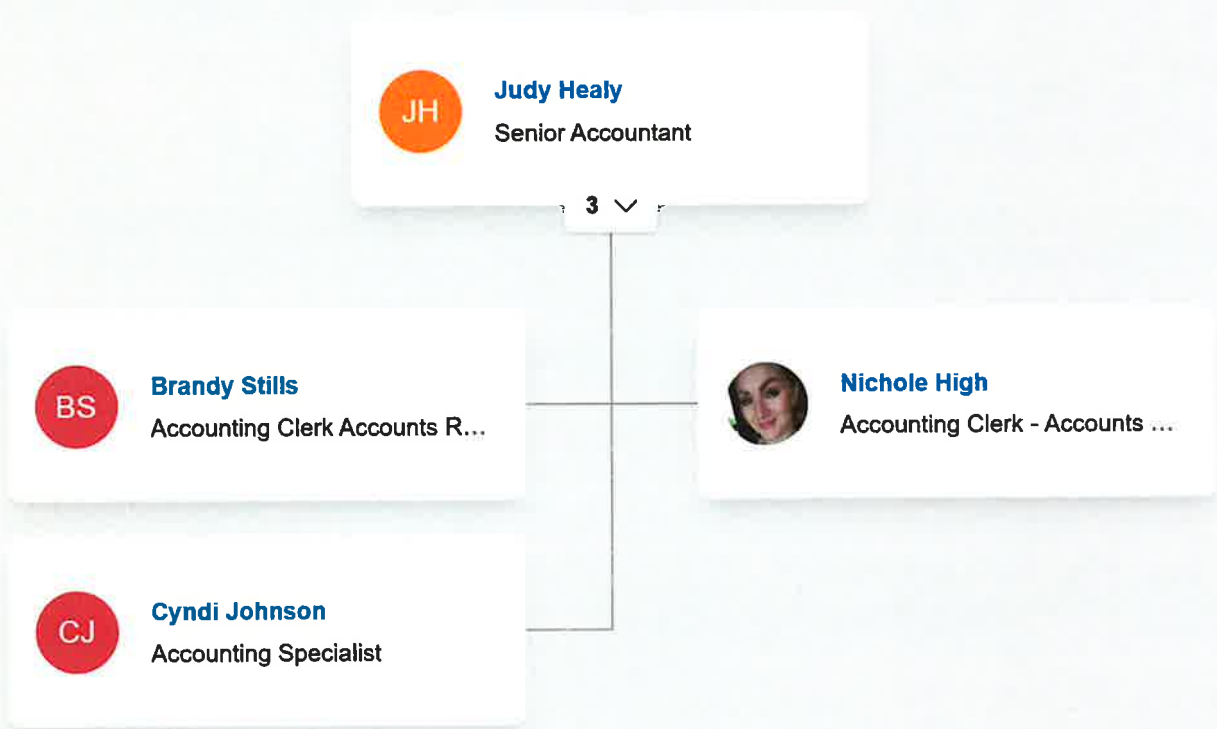 JH
Judy Healy
Senior Accountant
3
BS
Brandy Stills
Accounting Clerk Accounts R...
Nichole High
Accounting Clerk - Accounts ...
CJ
Cyndi Johnson
Accounting Specialist